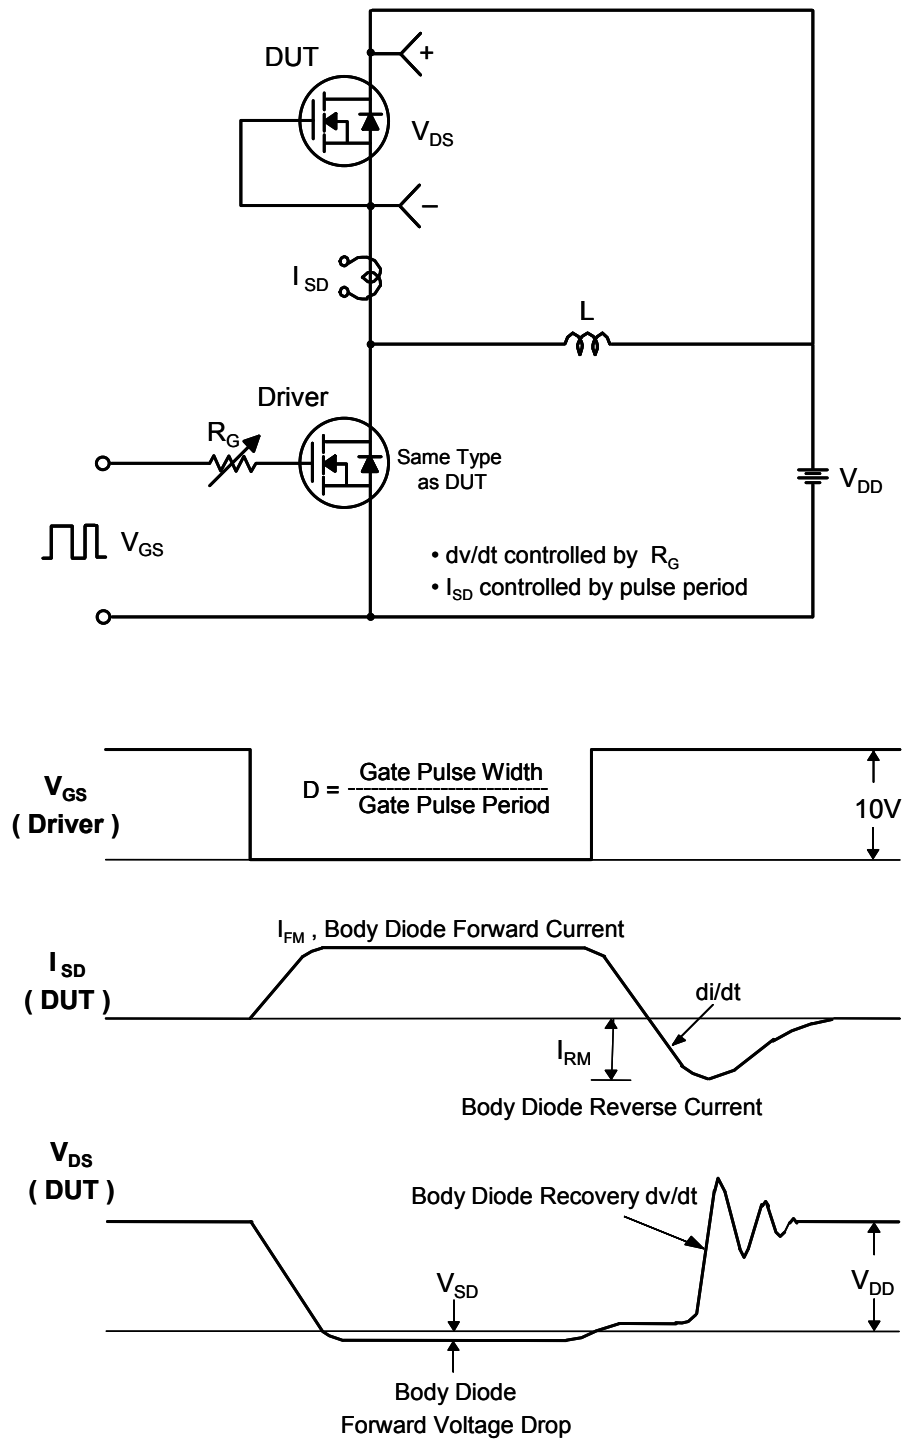 DUT
+
V_DS
–
I_SD
L
Driver
R_G
Same Type
as DUT
V_DD
V_GS
• dv/dt controlled by R_G
• I_SD controlled by pulse period
V_GS
( Driver )
D = Gate Pulse Width
Gate Pulse Period
10V
I_FM , Body Diode Forward Current
I_SD
( DUT )
di/dt
I_RM
Body Diode Reverse Current
V_DS
( DUT )
Body Diode Recovery dv/dt
V_SD
V_DD
Body Diode
Forward Voltage Drop